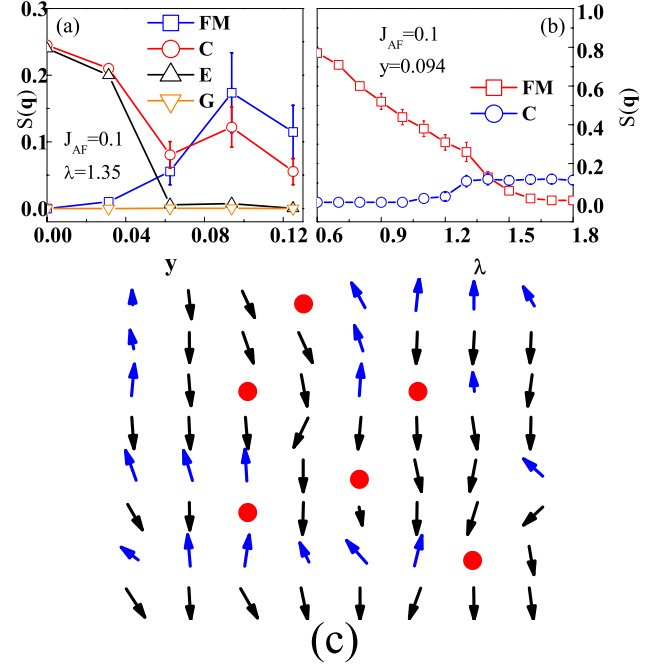 (a)
FM
C
E
G
J_AF=0.1
λ=1.35
S(q)
0.3
0.2
0.1
0.0
0.00 0.04 0.08 0.12
y
(b)
J_AF=0.1
y=0.094
FM
C
1.0
0.8
0.6
0.4
0.2
0.0
S(q)
0.6 0.9 1.2 1.5 1.8
λ
(c)